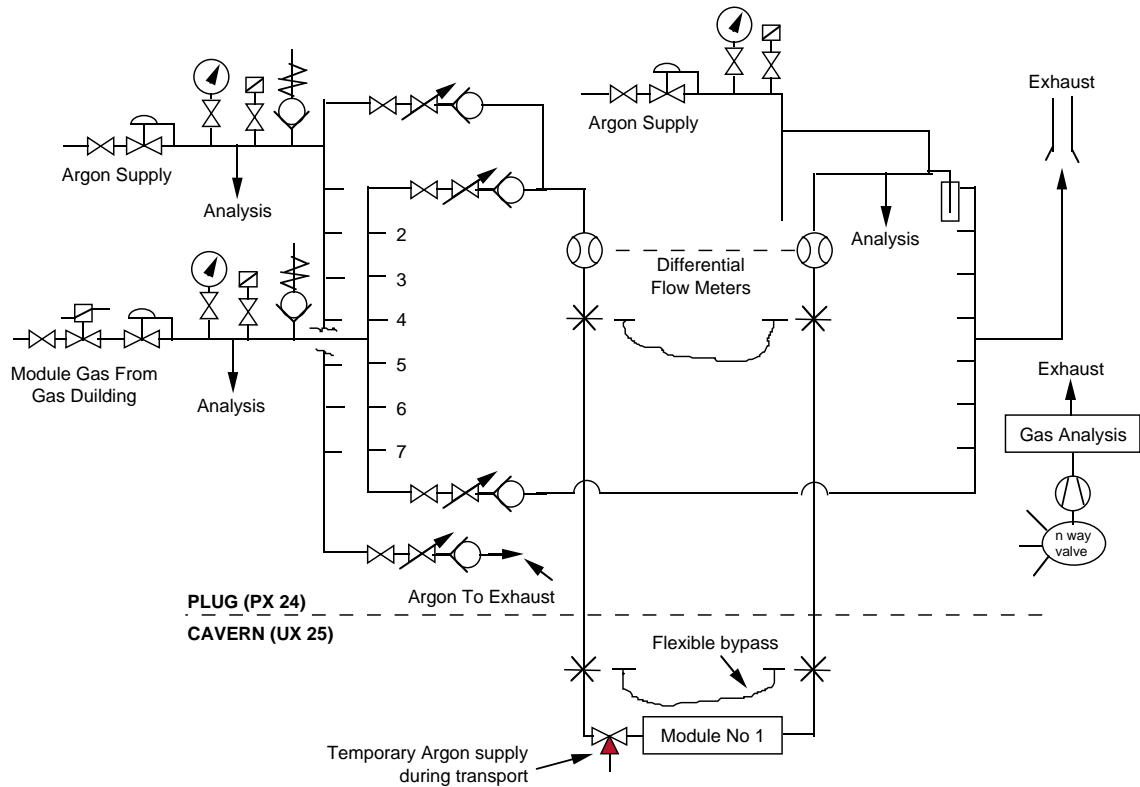 Exhaust
Argon Supply
Argon Supply
Analysis
Analysis
2
Differential
Flow Meters
3
4
5
6
7
Module Gas From
Gas Duilding
Analysis
Exhaust
Gas Analysis
n way
valve
Argon To Exhaust
PLUG (PX 24)
CAVERN (UX 25)
Flexible bypass
Module No 1
Temporary Argon supply
during transport